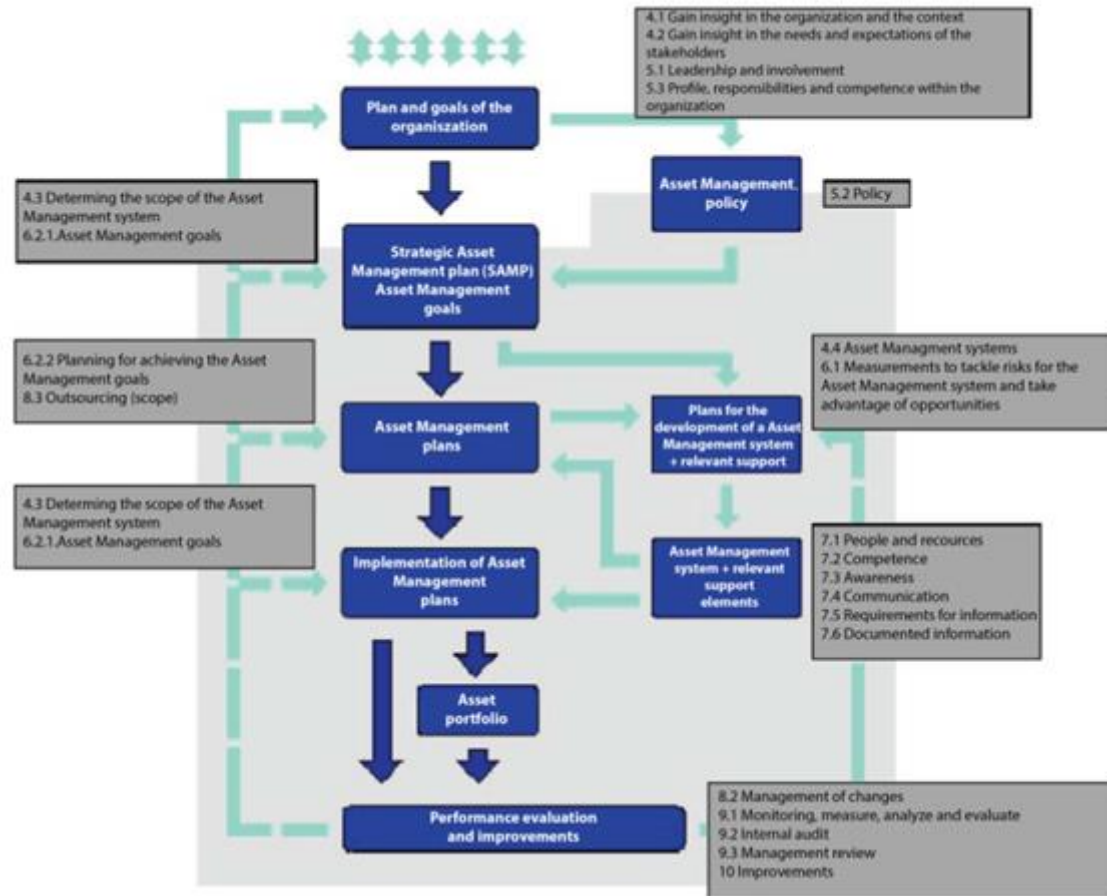 4.1 Gain insight in the organization and the context
4.2 Gain insight in the needs and expectations of the
stakeholders
5.1 Leadership and involvement
5.3 Profile, responsibilities and competence within the
organization
Plan and goals of the
organiszation
Asset Management.
policy
5.2 Policy
4.3 Determing the scope of the Asset
Management system
6.2.1.Asset Management goals
Strategic Asset
Management plan (SAMP)
Asset Management
goals
6.2.2 Planning for achieving the Asset
Management goals
8.3 Outsourcing (scope)
4.4 Asset Managment systems
6.1 Measurements to tackle risks for the
Asset Management system and take
advantage of opportunities
Asset Management
plans
Plans for the
development of a Asset
Management system
+ relevant support
4.3 Determing the scope of the Asset
Management system
6.2.1.Asset Management goals
Implementation of Asset
Management
plans
Asset Management
system + relevant
support
elements
7.1 People and recources
7.2 Competence
7.3 Awareness
7.4 Communication
7.5 Requirements for information
7.6 Documented information
Asset
portfolio
Performance evaluation
and improvements
8.2 Management of changes
9.1 Monitoring, measure, analyze and evaluate
9.2 Internal audit
9.3 Management review
10 Improvements